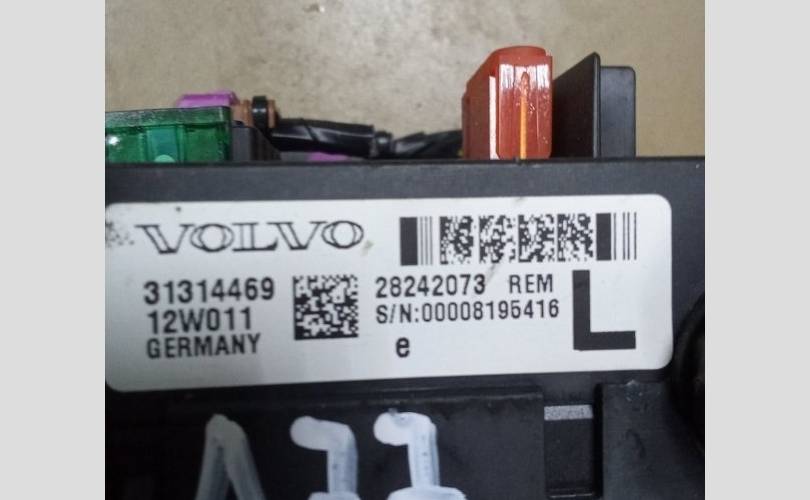 VOLVO
31314469
12W011
GERMANY
28242073 REM
S/N:00008195416
e
L